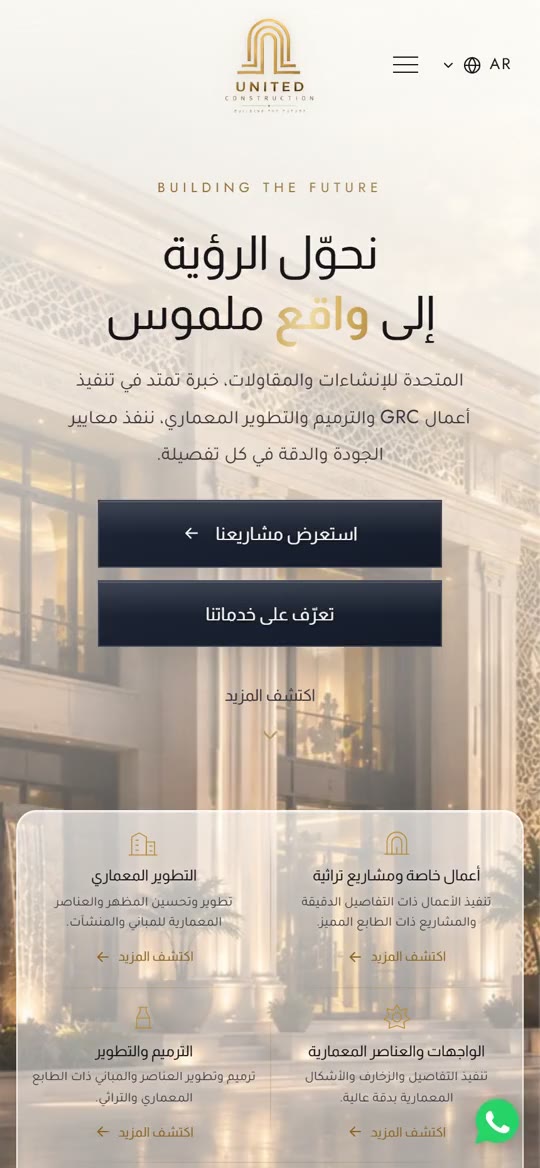 UNITED
CONSTRUCTION
BUILDING THE FUTURE
AR
BUILDING THE FUTURE
نحوّل الرؤية
إلى واقع ملموس
المتحدة للإنشاءات والمقاولات، خبرة تمتد في تنفيذ
أعمال GRC والترميم والتطوير المعماري، ننفذ معايير
الجودة والدقة في كل تفصيلة.
استعرض مشاريعنا ←
تعرّف على خدماتنا
اكتشف المزيد
أعمال خاصة ومشاريع تراثية
تنفيذ الأعمال ذات التفاصيل الدقيقة
والمشاريع ذات الطابع المميز.
اكتشف المزيد ←
التطوير المعماري
تطوير وتحسين المظهر والعناصر
المعمارية للمباني والمنشآت.
اكتشف المزيد ←
الواجهات والعناصر المعمارية
تنفيذ التفاصيل والزخارف والأشكال
المعمارية بدقة عالية.
اكتشف المزيد ←
الترميم والتطوير
ترميم وتطوير العناصر والمباني ذات الطابع
المعماري والتراثي.
اكتشف المزيد ←